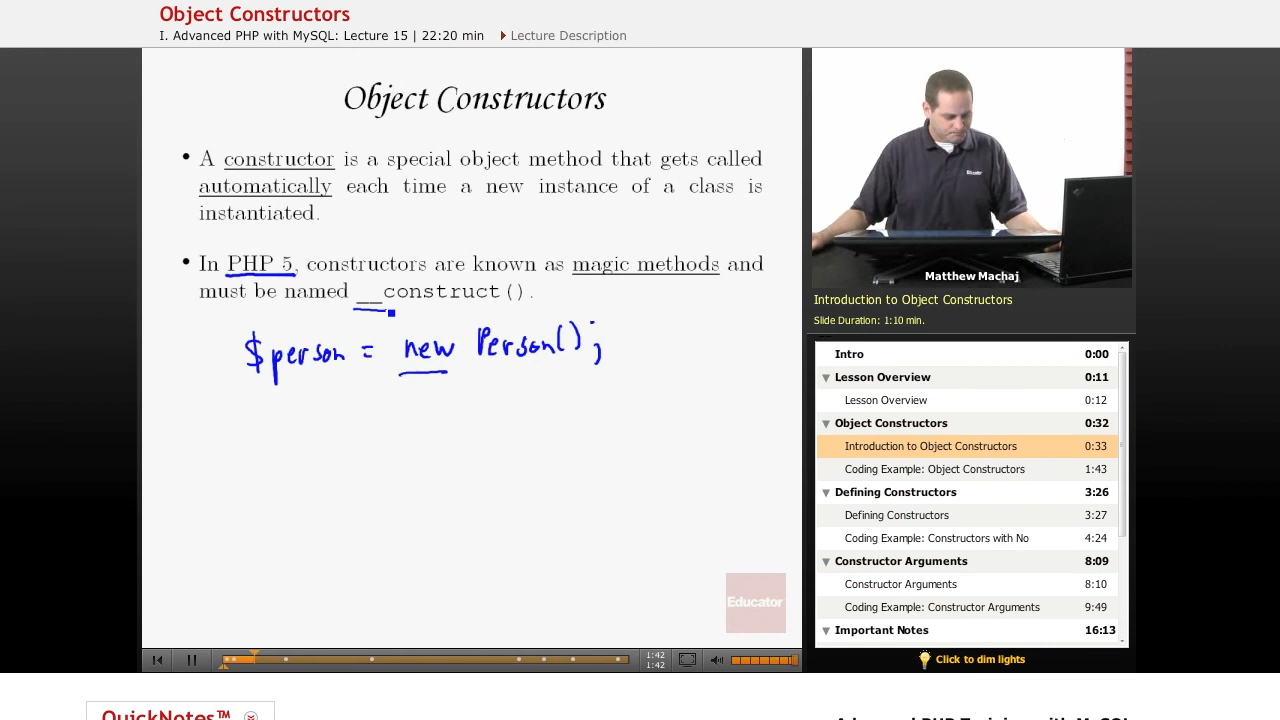 Object Constructors
I. Advanced PHP with MySQL: Lecture 15 | 22:20 min
Lecture Description
Object Constructors
• A constructor is a special object method that gets called
automatically each time a new instance of a class is
instantiated.
• In PHP 5, constructors are known as magic methods and
must be named __construct().
$person = new Person();
Educator
Educator
Matthew Machaj
Introduction to Object Constructors
Slide Duration: 1:10 min.
Intro 0:00
Lesson Overview 0:11
Lesson Overview 0:12
Object Constructors 0:32
Introduction to Object Constructors 0:33
Coding Example: Object Constructors 1:43
Defining Constructors 3:26
Defining Constructors 3:27
Coding Example: Constructors with No 4:24
Constructor Arguments 8:09
Constructor Arguments 8:10
Coding Example: Constructor Arguments 9:49
Important Notes 16:13
1:42
1:42
Click to dim lights
QuickNotes™
Advanced PHP Training with MySQL